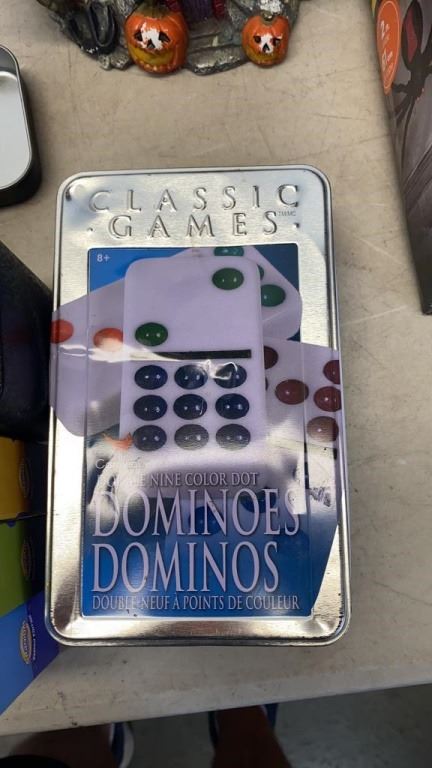 CLASSIC
· GAMES ·
8+
NINE COLOR DOT
DOMINOES
DOMINOS
DOUBLE-NEUF À POINTS DE COULEUR